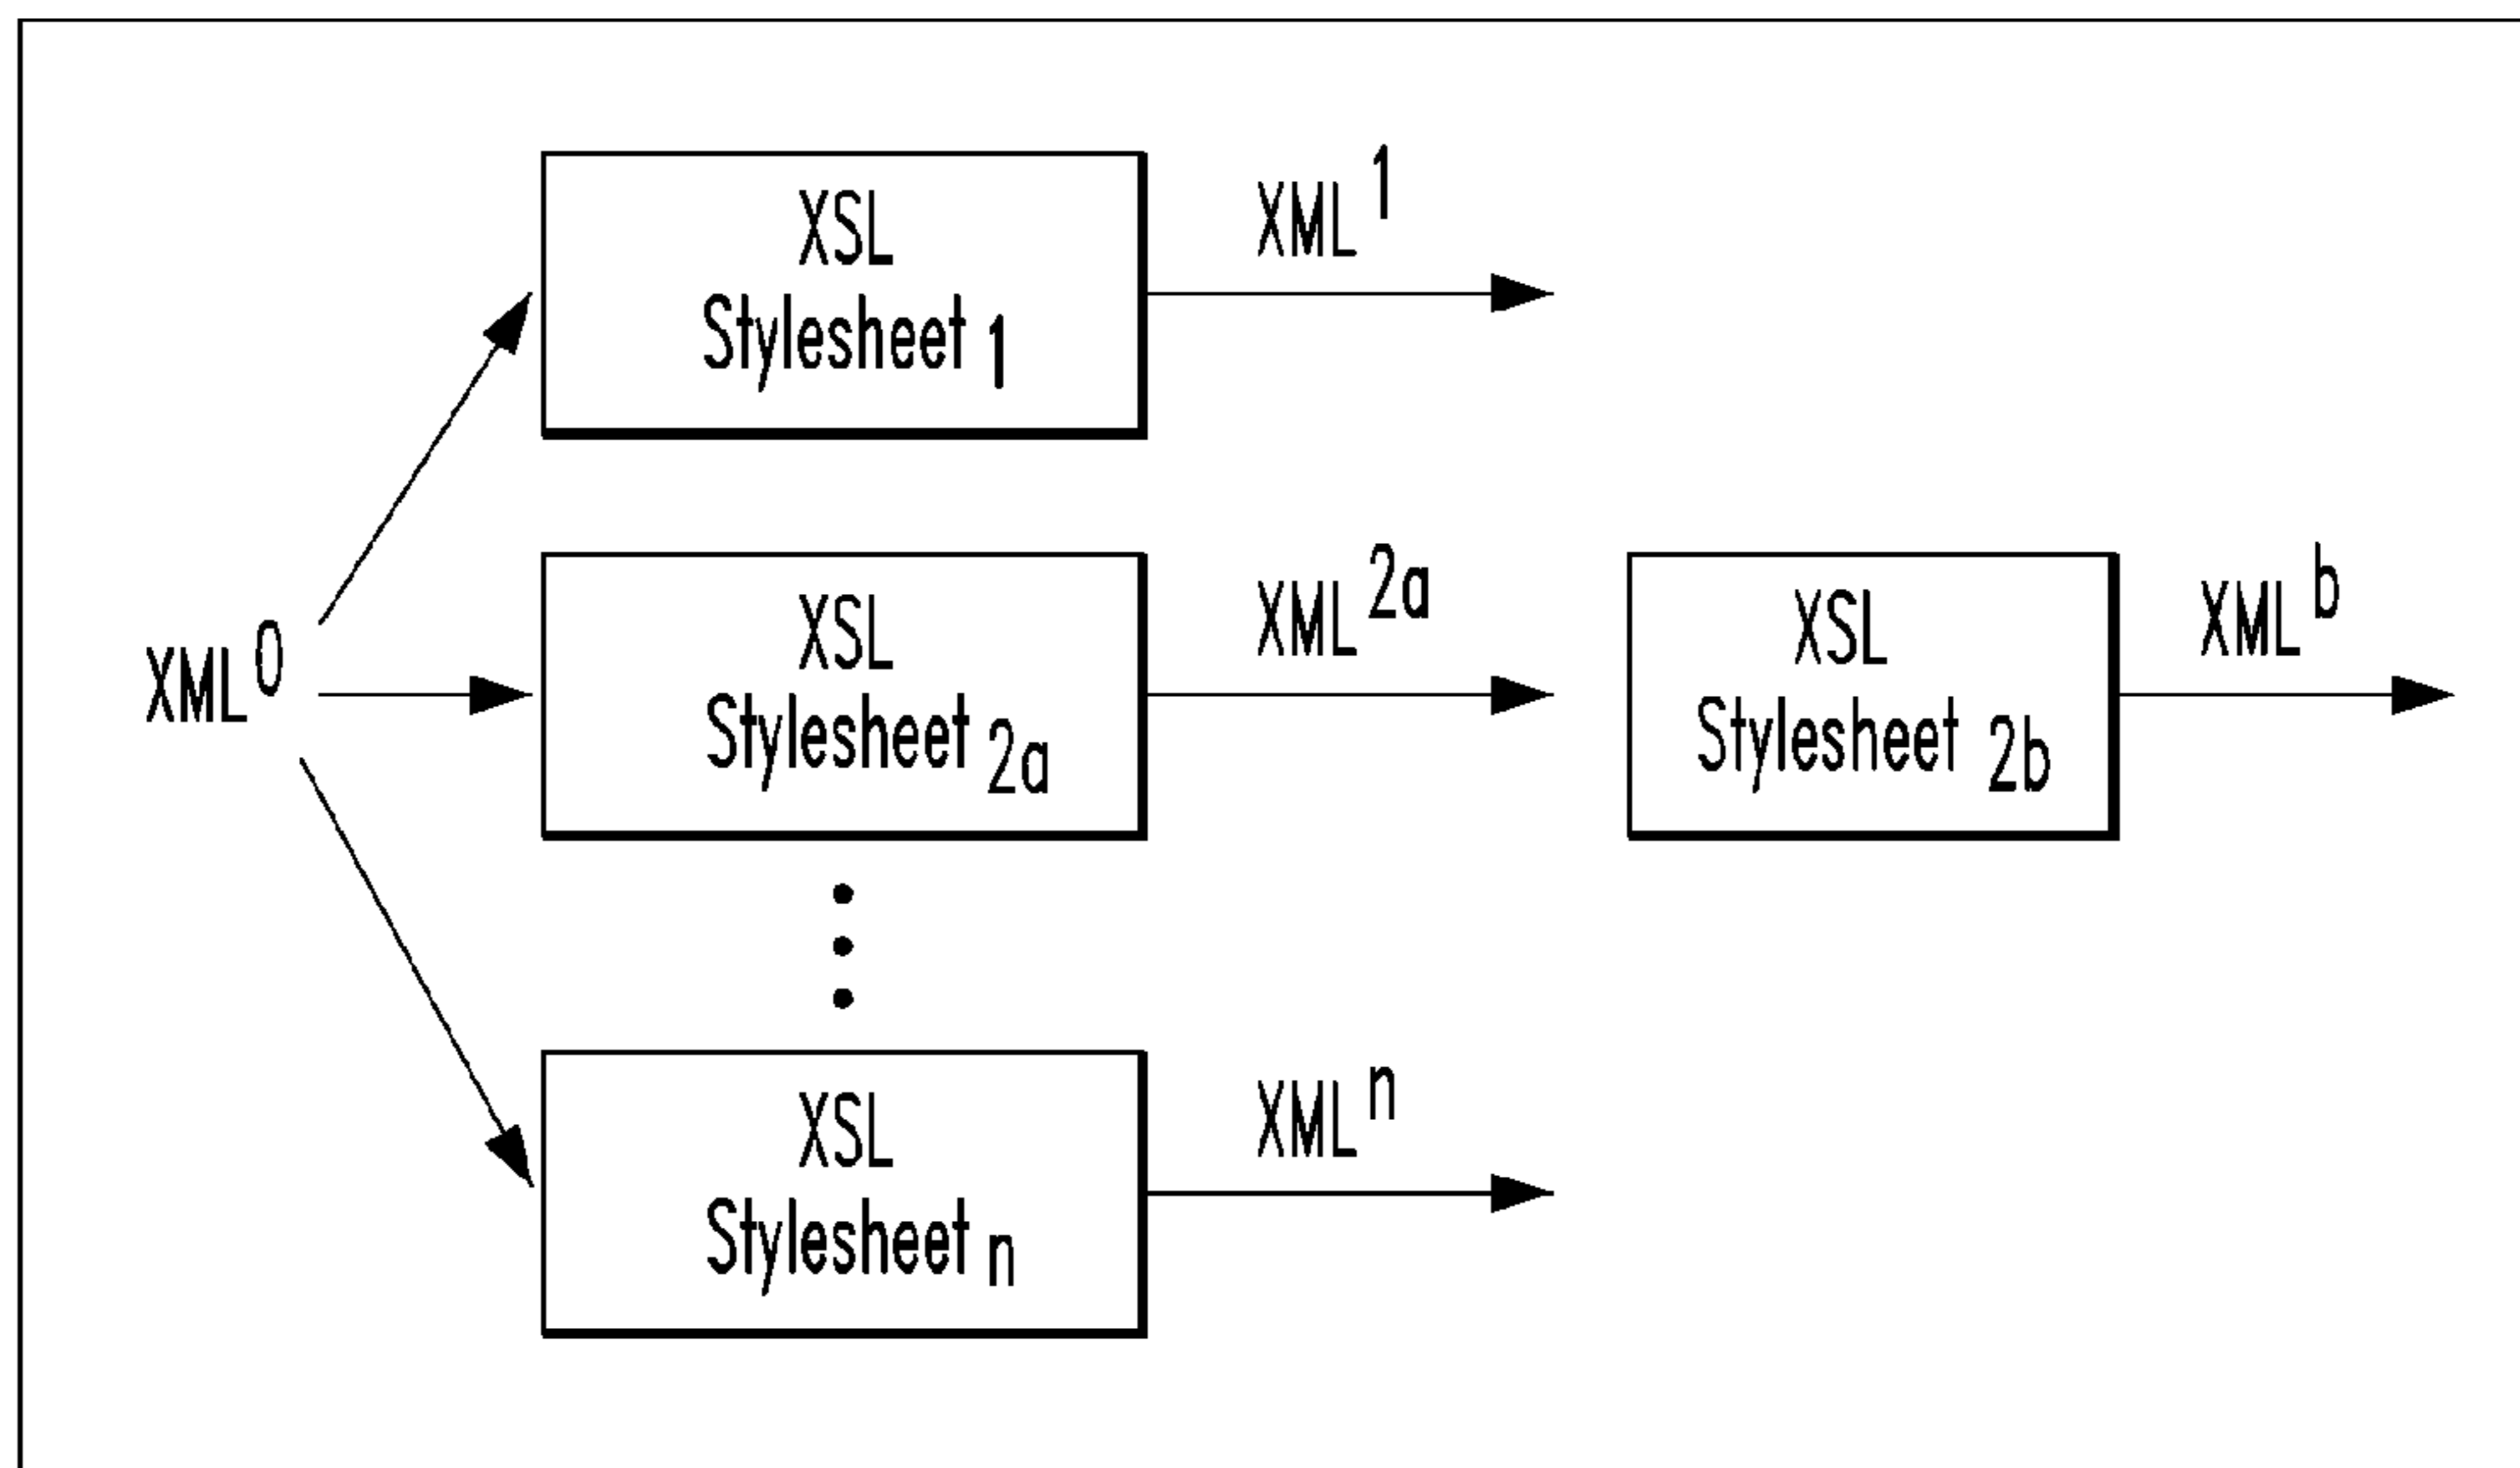 XSL
Stylesheet 1
XML 1
XML 0
XSL
Stylesheet 2a
XML 2a
XSL
Stylesheet 2b
XML b
XSL
Stylesheet n
XML n